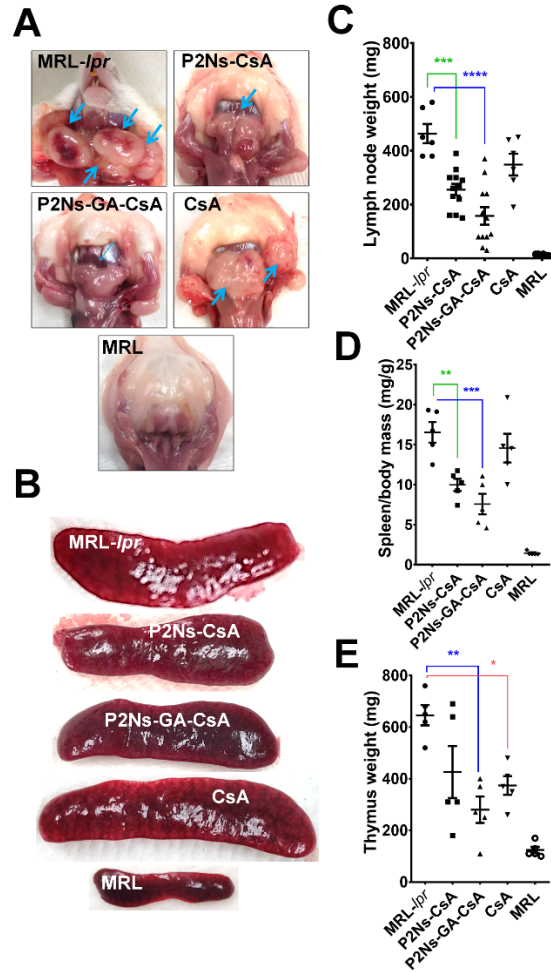 A
MRL-lpr
P2Ns-CsA
P2Ns-GA-CsA
CsA
MRL
B
MRL-lpr
P2Ns-CsA
P2Ns-GA-CsA
CsA
MRL
C
Lymph node weight (mg)
800
600
400
200
0
***
****
MRL-lpr
P2Ns-CsA
P2Ns-GA-CsA
CsA
MRL
D
Spleen/body mass (mg/g)
25
20
15
10
5
0
**
***
MRL-lpr
P2Ns-CsA
P2Ns-GA-CsA
CsA
MRL
E
Thymus weight (mg)
800
600
400
200
0
**
*
MRL-lpr
P2Ns-CsA
P2Ns-GA-CsA
CsA
MRL